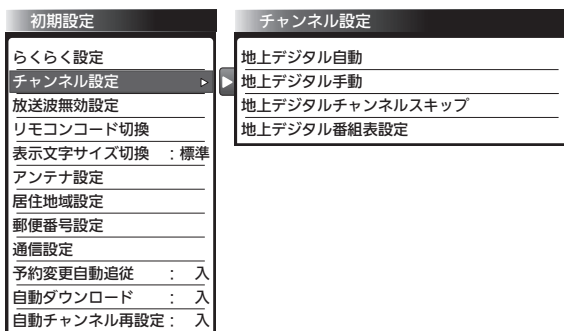 初期設定
らくらく設定
チャンネル設定
放送波無効設定
リモコンコード切換
表示文字サイズ切換 ：標準
アンテナ設定
居住地域設定
郵便番号設定
通信設定
予約変更自動追従 ： 入
自動ダウンロード ： 入
自動チャンネル再設定： 入
チャンネル設定
地上デジタル自動
地上デジタル手動
地上デジタルチャンネルスキップ
地上デジタル番組表設定